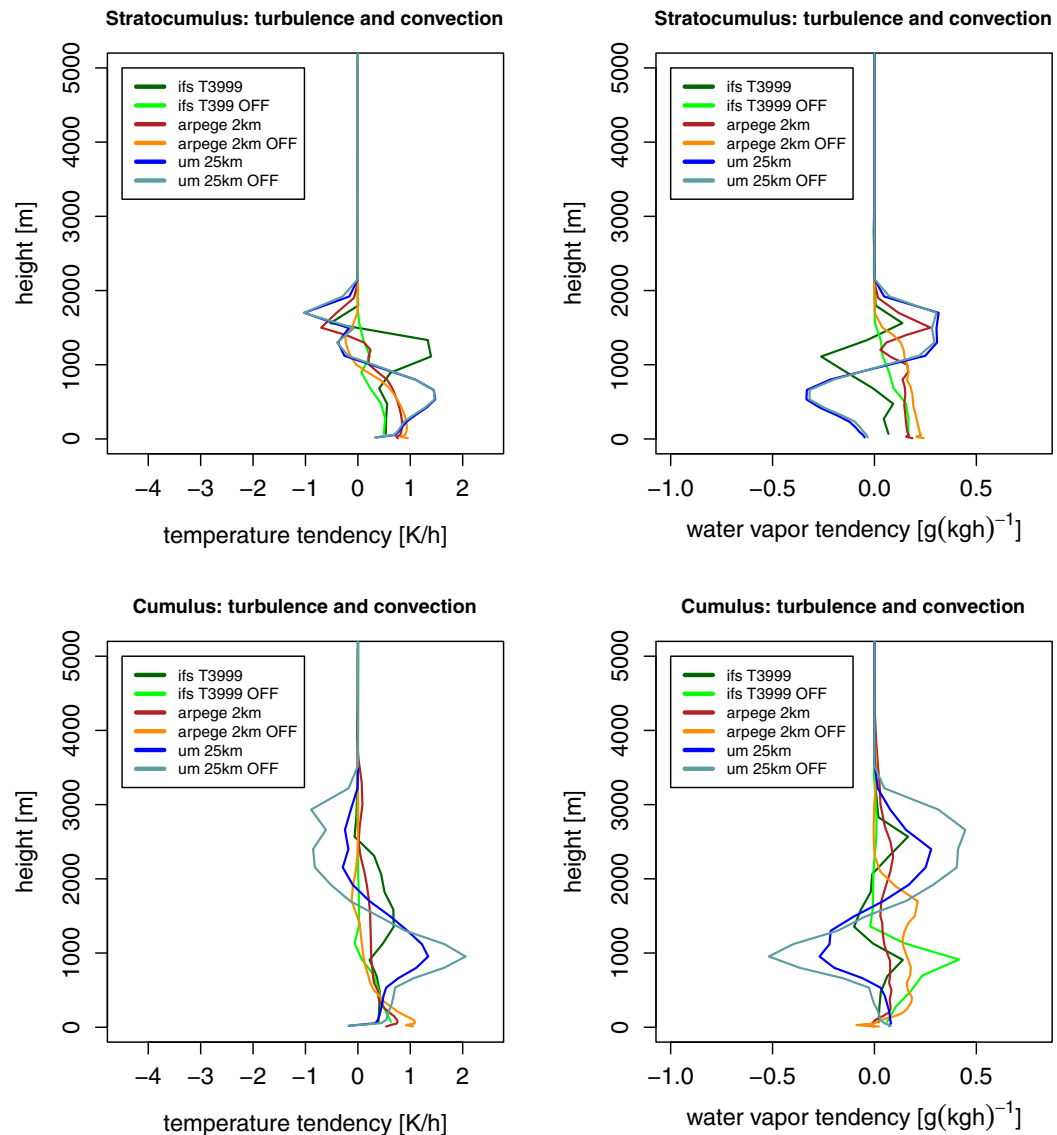 Stratocumulus: turbulence and convection
height [m]
0 1000 2000 3000 4000 5000
ifs T3999
ifs T399 OFF
arpege 2km
arpege 2km OFF
um 25km
um 25km OFF
−4 −3 −2 −1 0 1 2
temperature tendency [K/h]
Stratocumulus: turbulence and convection
height [m]
0 1000 2000 3000 4000 5000
ifs T3999
ifs T3999 OFF
arpege 2km
arpege 2km OFF
um 25km
um 25km OFF
−1.0 −0.5 0.0 0.5
water vapor tendency [g(kgh)⁻¹]
Cumulus: turbulence and convection
height [m]
0 1000 2000 3000 4000 5000
ifs T3999
ifs T3999 OFF
arpege 2km
arpege 2km OFF
um 25km
um 25km OFF
−4 −3 −2 −1 0 1 2
temperature tendency [K/h]
Cumulus: turbulence and convection
height [m]
0 1000 2000 3000 4000 5000
ifs T3999
ifs T3999 OFF
arpege 2km
arpege 2km OFF
um 25km
um 25km OFF
−1.0 −0.5 0.0 0.5
water vapor tendency [g(kgh)⁻¹]